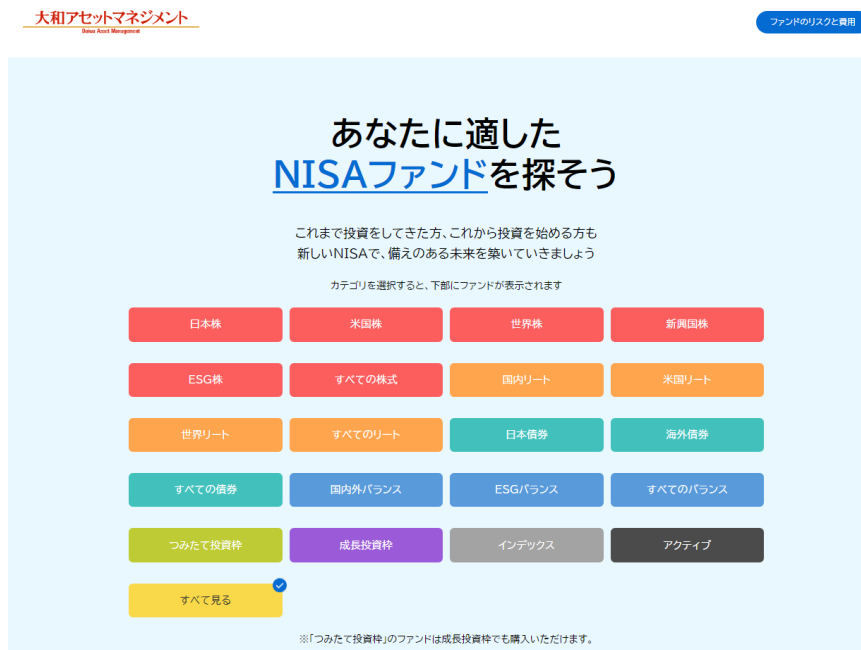 大和アセットマネジメント
Daiwa Asset Management
ファンドのリスクと費用
あなたに適した
NISAファンドを探そう
これまで投資をしてきた方、これから投資を始める方も
新しいNISAで、備えのある未来を築いていきましょう
カテゴリを選択すると、下部にファンドが表示されます
日本株 米国株 世界株 新興国株
ESG株 すべての株式 国内リート 米国リート
世界リート すべてのリート 日本債券 海外債券
すべての債券 国内外バランス ESGバランス すべてのバランス
つみたて投資枠 成長投資枠 インデックス アクティブ
すべて見る
※「つみたて投資枠」のファンドは成長投資枠でも購入いただけます。